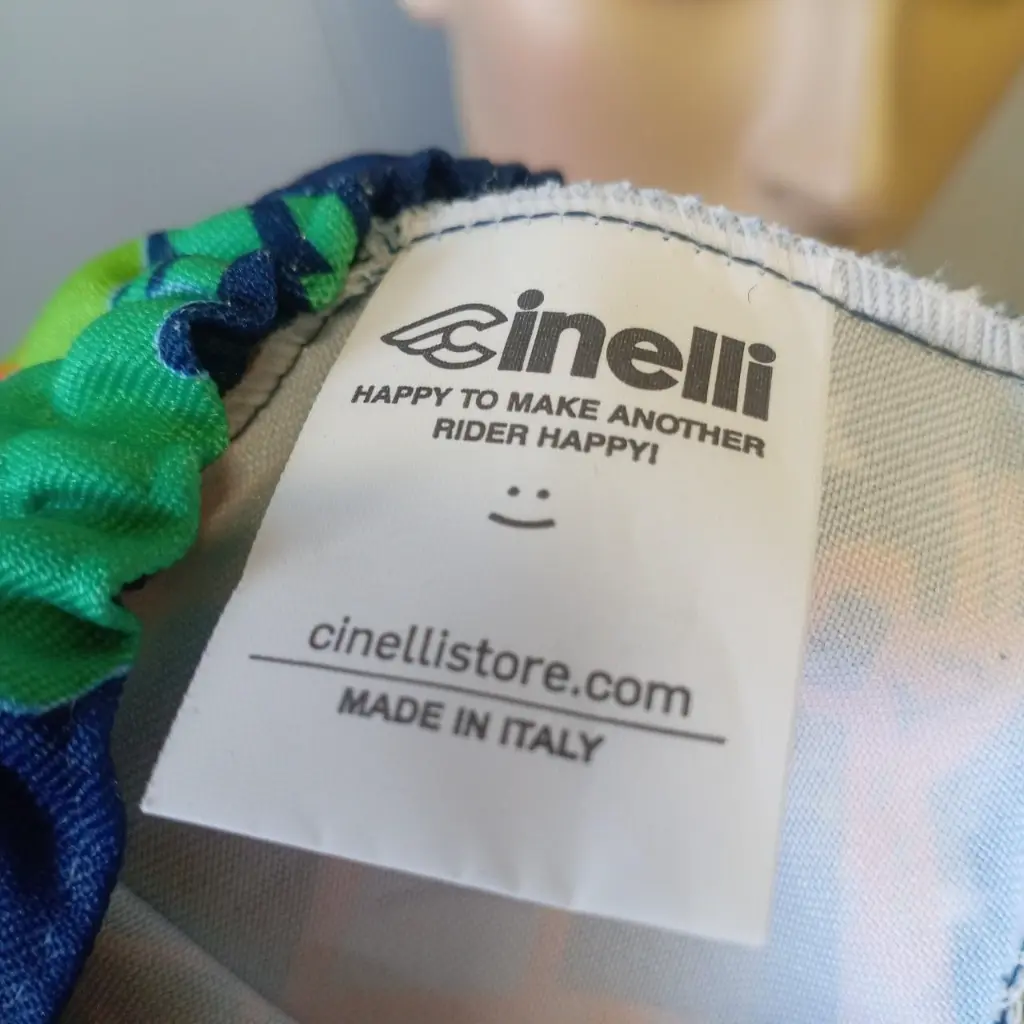 cinelli
HAPPY TO MAKE ANOTHER
RIDER HAPPY!
cinellistore.com
MADE IN ITALY